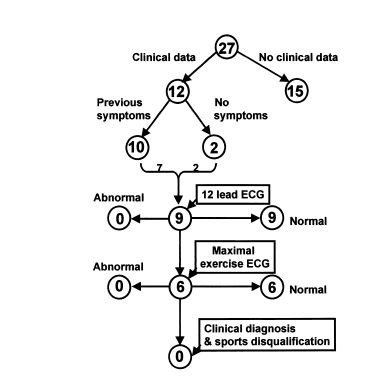 27
Clinical data
No clinical data
12
15
Previous
symptoms
No
symptoms
10
2
7
2
12 lead ECG
Abnormal
0
9
9
Normal
Maximal
exercise ECG
Abnormal
0
6
6
Normal
Clinical diagnosis
& sports disqualification
0